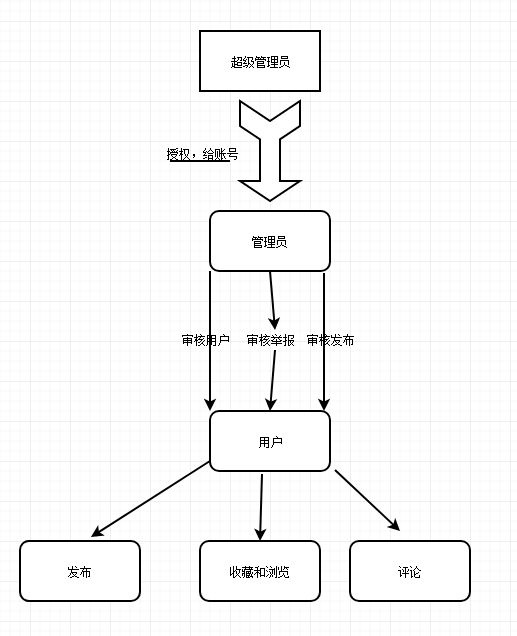 超级管理员
授权，给账号
管理员
审核用户
审核举报
审核发布
用户
发布
收藏和浏览
评论